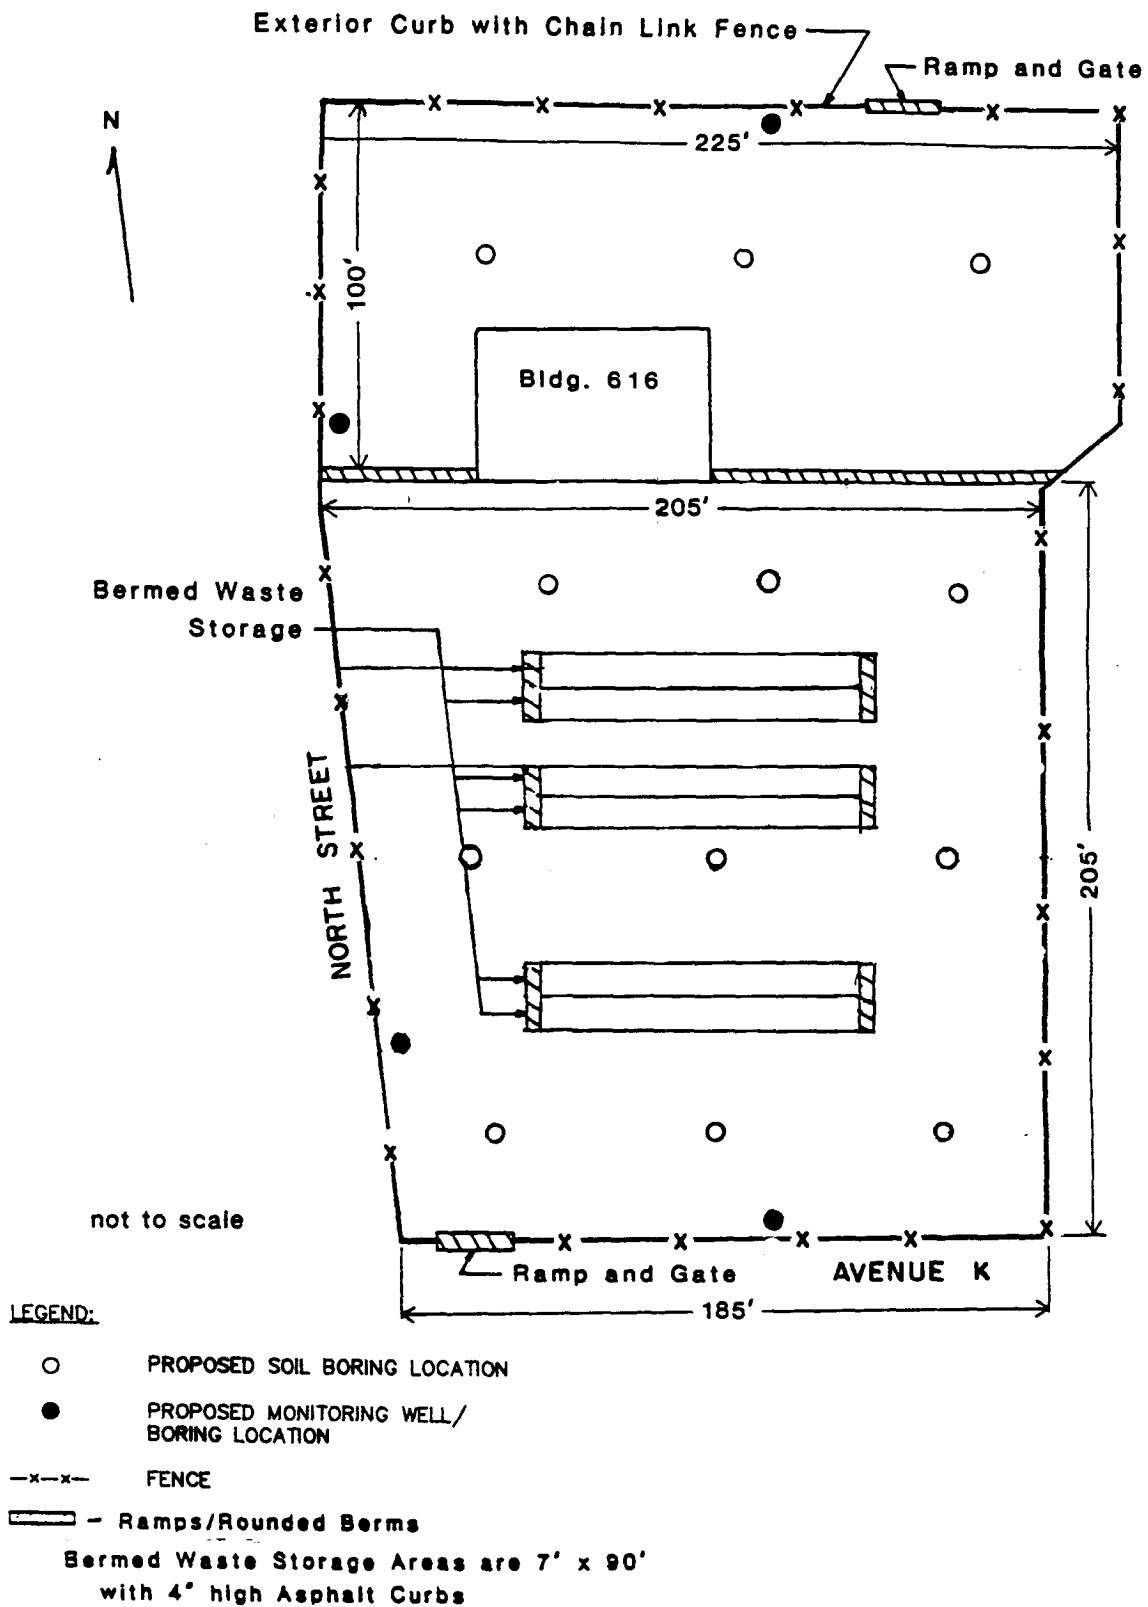 Exterior Curb with Chain Link Fence
Ramp and Gate
N
225'
100'
Bldg. 616
205'
Bermed Waste
Storage
NORTH STREET
205'
not to scale
Ramp and Gate
AVENUE K
185'
LEGEND:
PROPOSED SOIL BORING LOCATION
PROPOSED MONITORING WELL/
BORING LOCATION
FENCE
- Ramps/Rounded Berms
Bermed Waste Storage Areas are 7' x 90'
with 4" high Asphalt Curbs